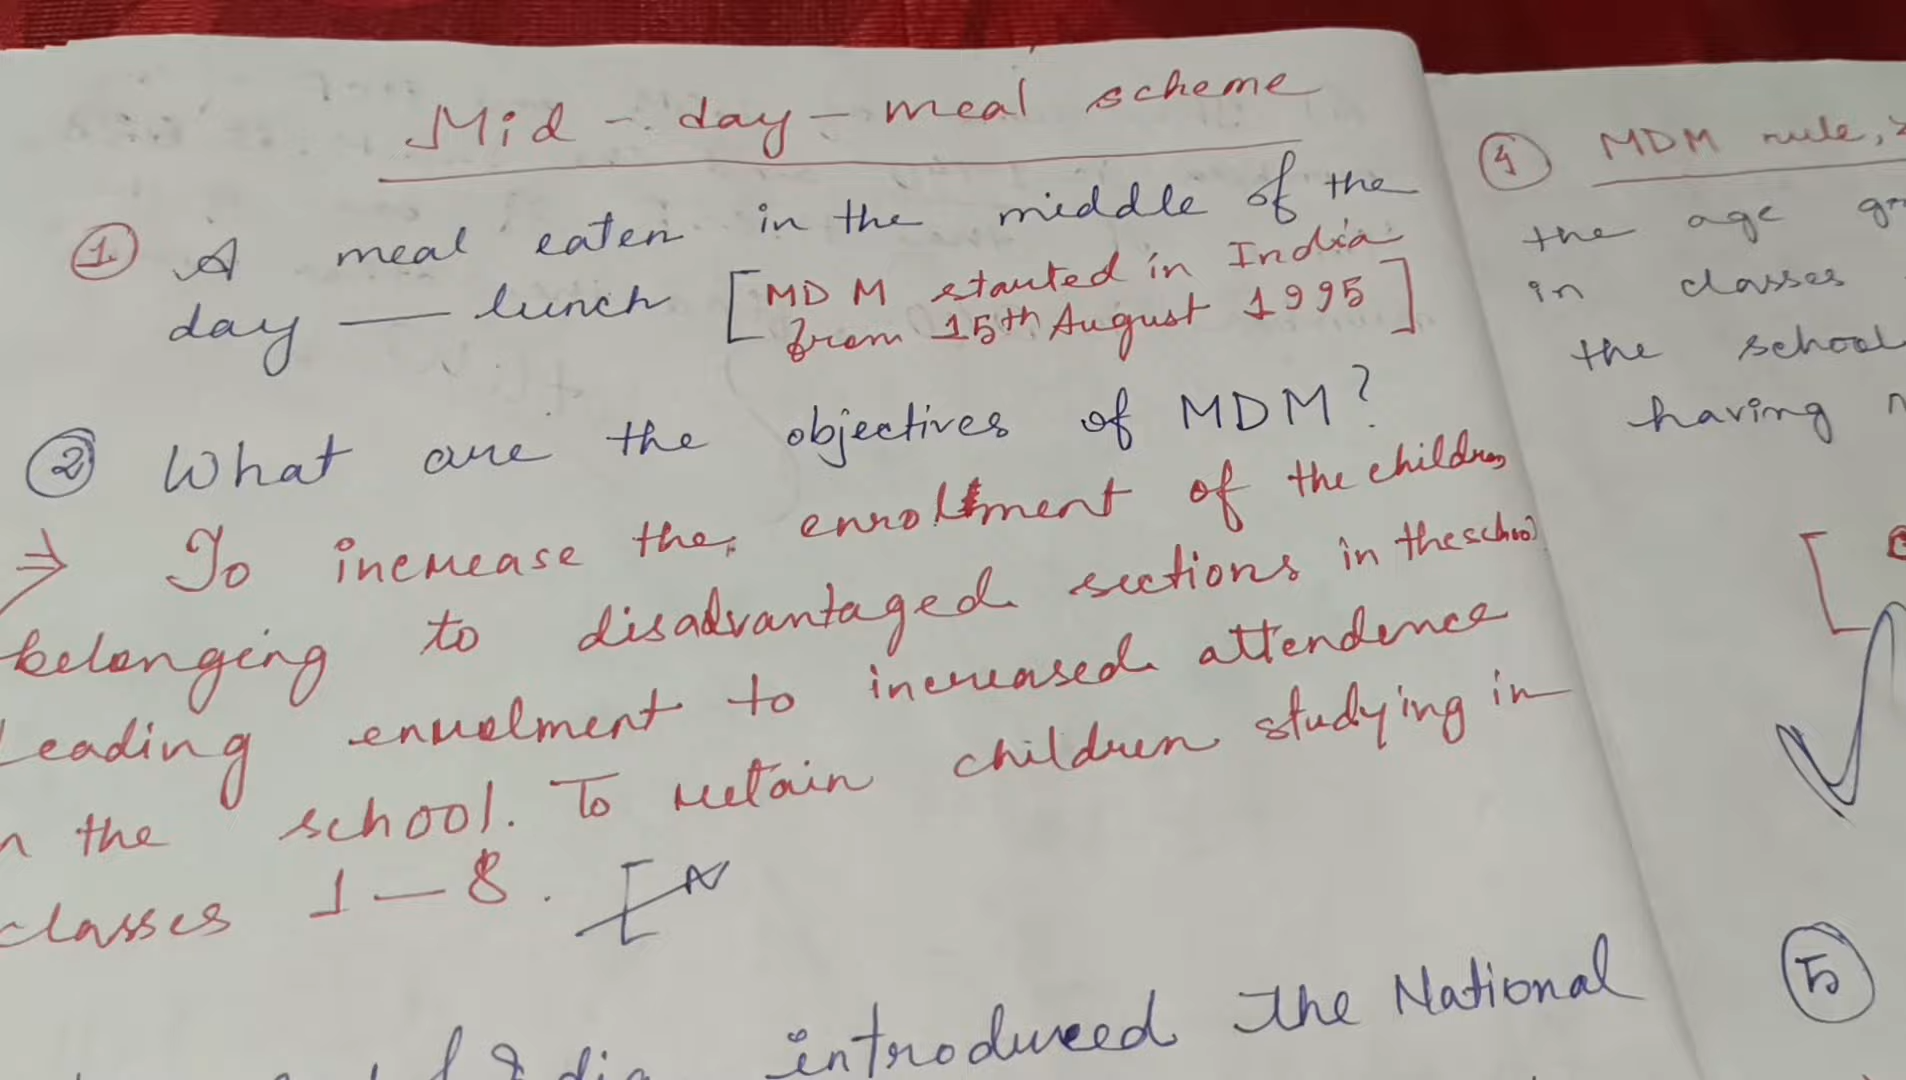 Mid - day - meal scheme
1. A meal eaten in the middle of the
day — lunch [MDM started in India
from 15th August 1995]
2 What are the objectives of MDM?
⇒ To increase the enrollment of the children
belonging to disadvantaged sections in the school
Leading enrolment to increased attendence
n the school. To retain children studying in
classes 1 — 8.
introduced the National
4 MDM rule,
the age
in classes
the school
having
5